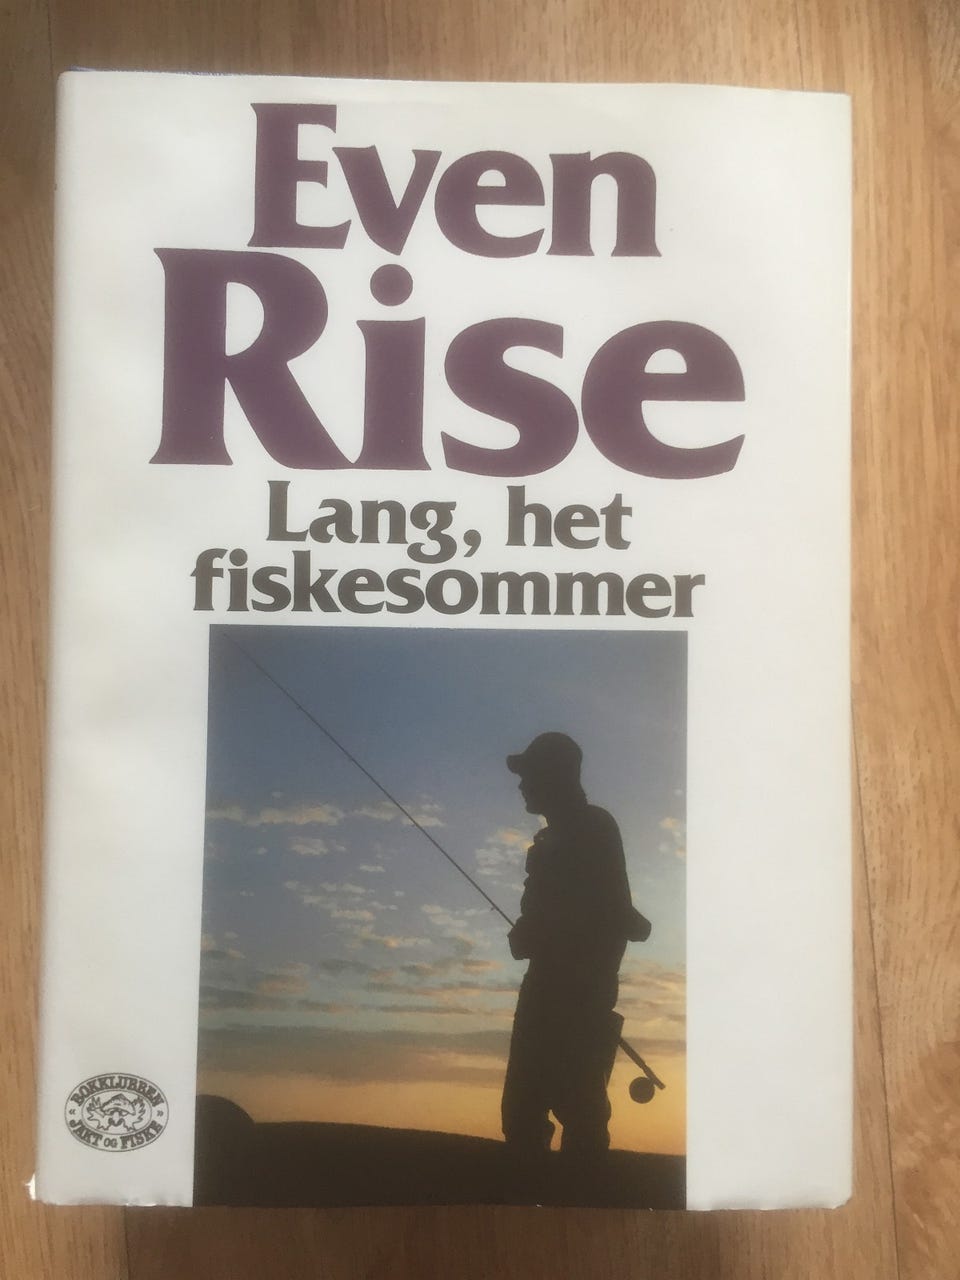 Even
Rise
Lang, het
fiskesommer
BOKKLUBBEN
« JAKT OG FISKE »